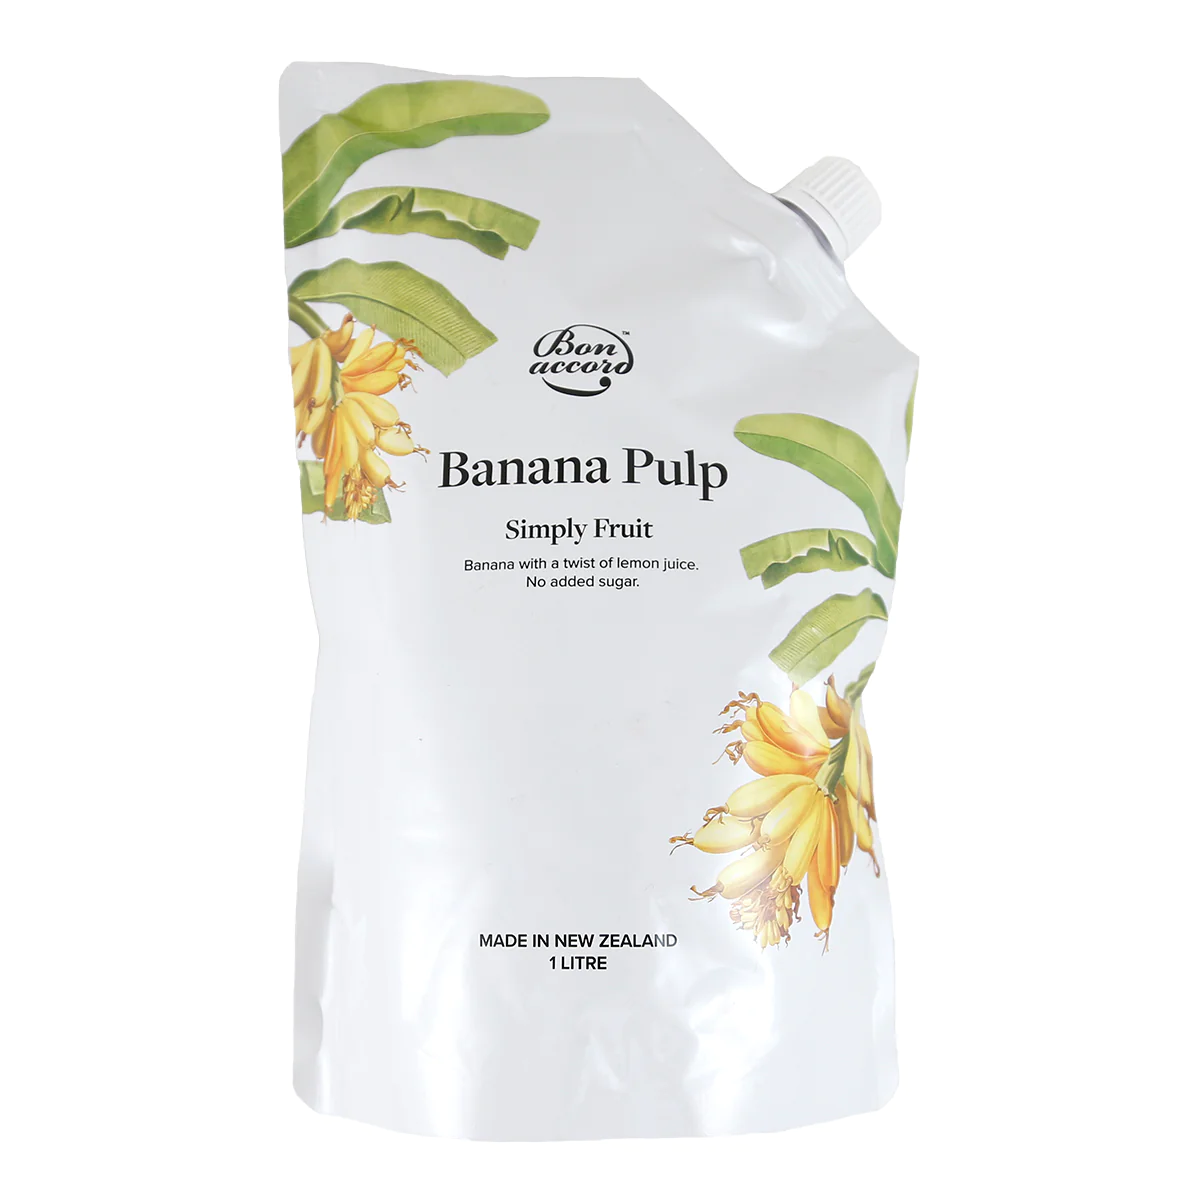 Bon™
accord
Banana Pulp
Simply Fruit
Banana with a twist of lemon juice.
No added sugar.
MADE IN NEW ZEALAND
1 LITRE